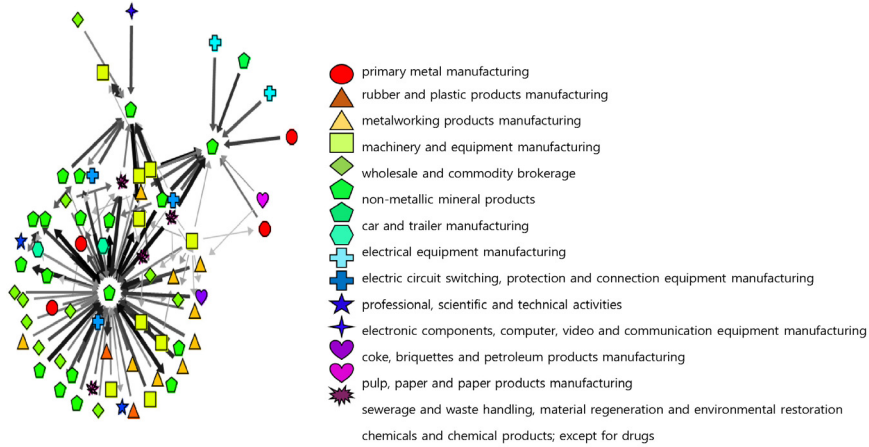 primary metal manufacturing
rubber and plastic products manufacturing
metalworking products manufacturing
machinery and equipment manufacturing
wholesale and commodity brokerage
non-metallic mineral products
car and trailer manufacturing
electrical equipment manufacturing
electric circuit switching, protection and connection equipment manufacturing
professional, scientific and technical activities
electronic components, computer, video and communication equipment manufacturing
coke, briquettes and petroleum products manufacturing
pulp, paper and paper products manufacturing
sewerage and waste handling, material regeneration and environmental restoration
chemicals and chemical products; except for drugs